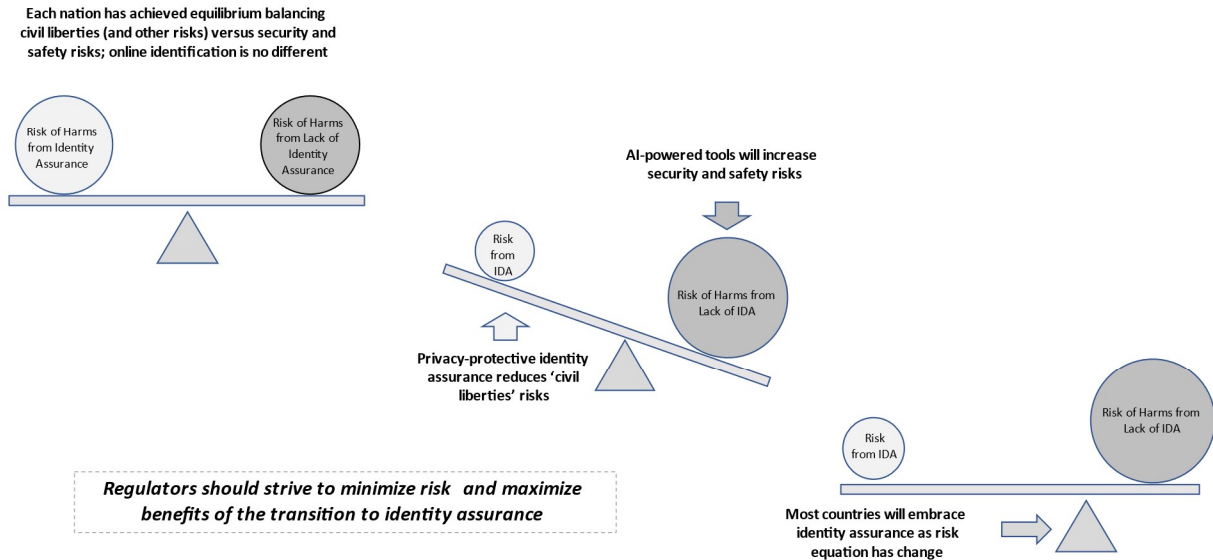 Each nation has achieved equilibrium balancing
civil liberties (and other risks) versus security and
safety risks; online identification is no different
Risk of Harms
from Identity
Assurance
Risk of Harms
from Lack of
Identity
Assurance
AI-powered tools will increase
security and safety risks
Risk
from
IDA
Risk of Harms from
Lack of IDA
Privacy-protective identity
assurance reduces ‘civil
liberties’ risks
Risk
from IDA
Risk of Harms from
Lack of IDA
Regulators should strive to minimize risk and maximize
benefits of the transition to identity assurance
Most countries will embrace
identity assurance as risk
equation has change